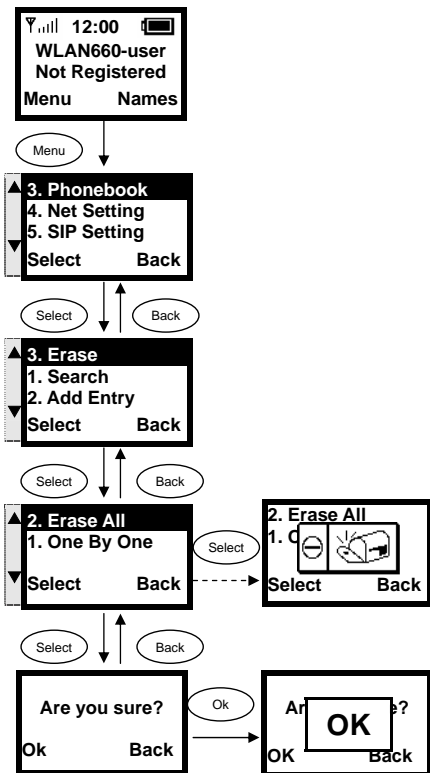 12:00
WLAN660-user
Not Registered
Menu Names
Menu
3. Phonebook
4. Net Setting
5. SIP Setting
Select Back
Select Back
3. Erase
1. Search
2. Add Entry
Select Back
Select Back
2. Erase All
1. One By One
Select Back
Select
2. Erase All
1.
Select Back
Select Back
Are you sure?
Ok Back
Ok
OK
OK Back